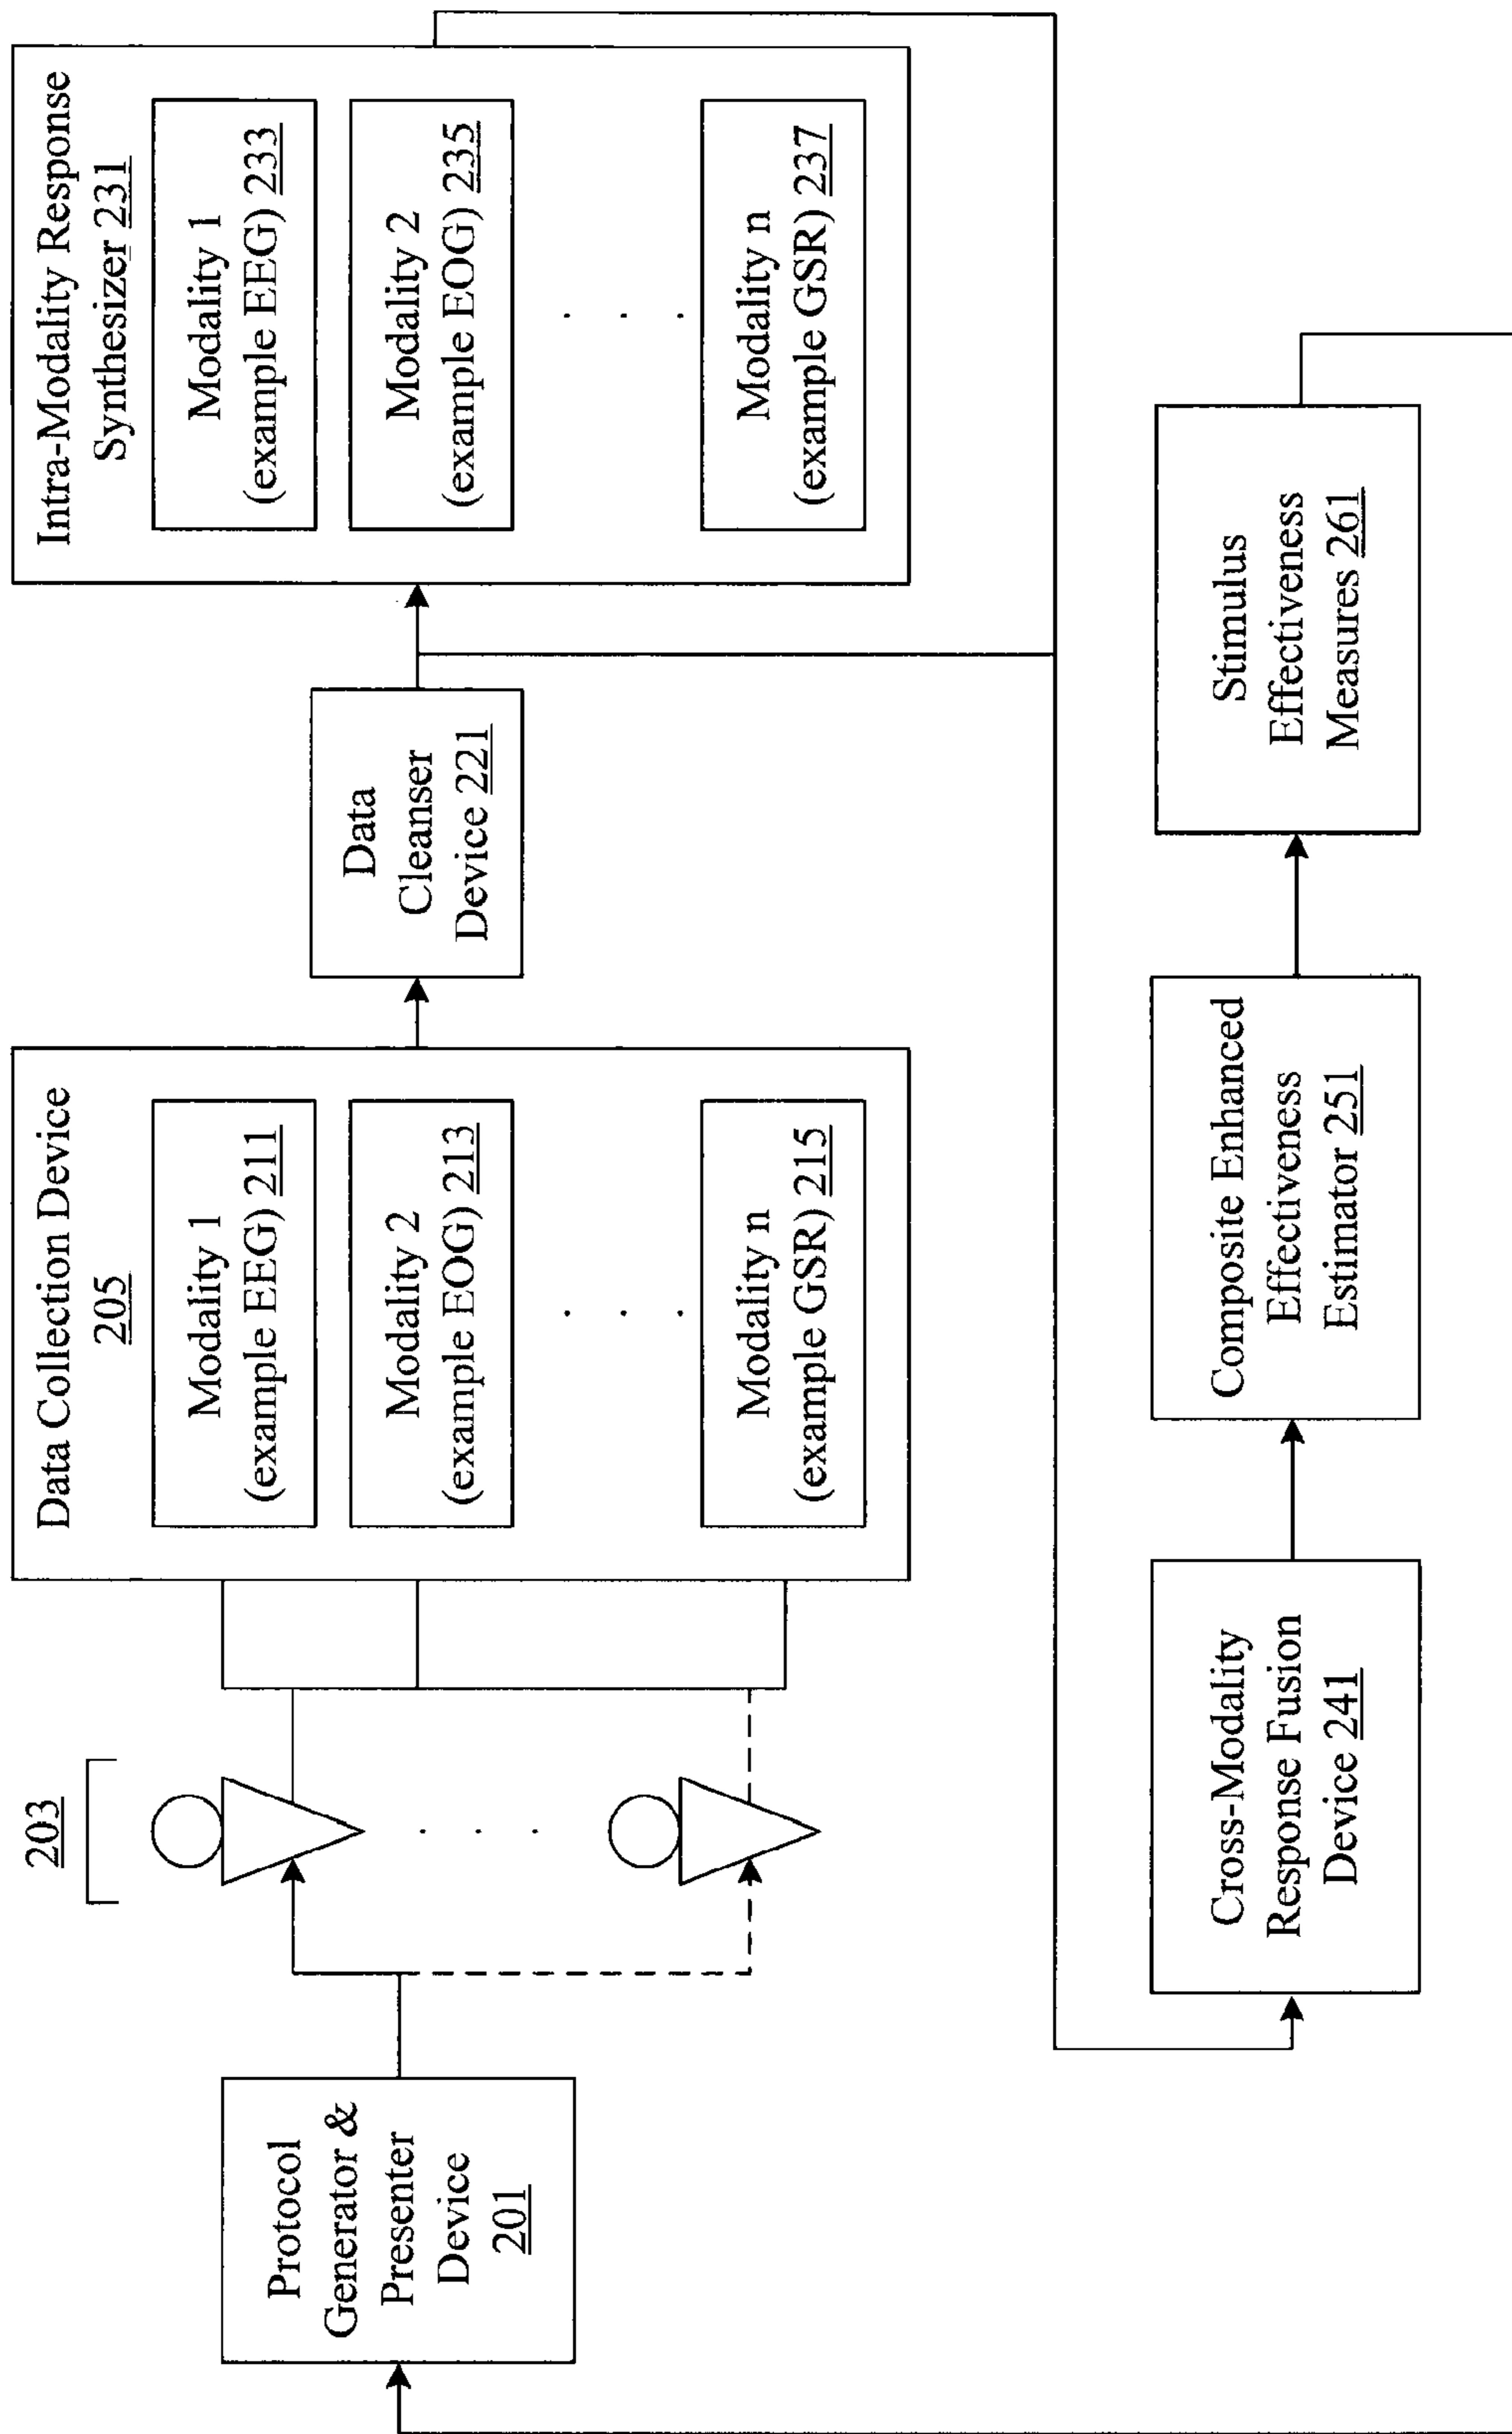 Protocol
Generator &
Presenter
Device
201
203
Data Collection Device
205
Modality 1
(example EEG) 211
Modality 2
(example EOG) 213
. . .
Modality n
(example GSR) 215
Data
Cleanser
Device 221
Intra-Modality Response
Synthesizer 231
Modality 1
(example EEG) 233
Modality 2
(example EOG) 235
. . .
Modality n
(example GSR) 237
Cross-Modality
Response Fusion
Device 241
Composite Enhanced
Effectiveness
Estimator 251
Stimulus
Effectiveness
Measures 261